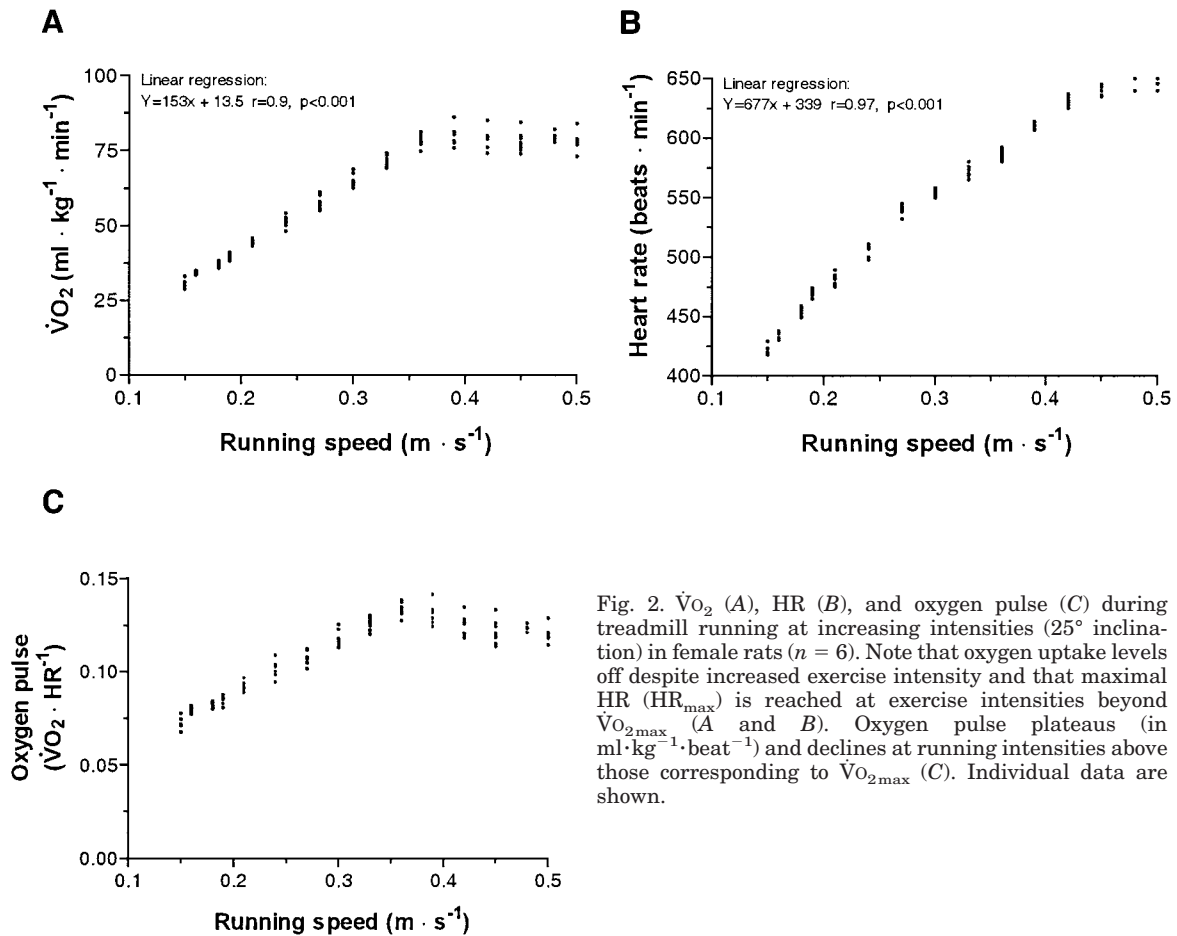 A
Linear regression:
Y=153x + 13.5 r=0.9, p<0.001
V̇O₂ (ml · kg⁻¹ · min⁻¹)
100
75
50
25
0
0.1 0.2 0.3 0.4 0.5
Running speed (m · s⁻¹)
B
Linear regression:
Y=677x + 339 r=0.97, p<0.001
Heart rate (beats · min⁻¹)
650
600
550
500
450
400
0.1 0.2 0.3 0.4 0.5
Running speed (m · s⁻¹)
C
Oxygen pulse
(V̇O₂ · HR⁻¹)
0.15
0.10
0.05
0.00
0.1 0.2 0.3 0.4 0.5
Running speed (m · s⁻¹)
Fig. 2. V̇O₂ (A), HR (B), and oxygen pulse (C) during
treadmill running at increasing intensities (25° inclina-
tion) in female rats (n = 6). Note that oxygen uptake levels
off despite increased exercise intensity and that maximal
HR (HRmax) is reached at exercise intensities beyond
V̇O₂max (A and B). Oxygen pulse plateaus (in
ml·kg⁻¹·beat⁻¹) and declines at running intensities above
those corresponding to V̇O₂max (C). Individual data are
shown.